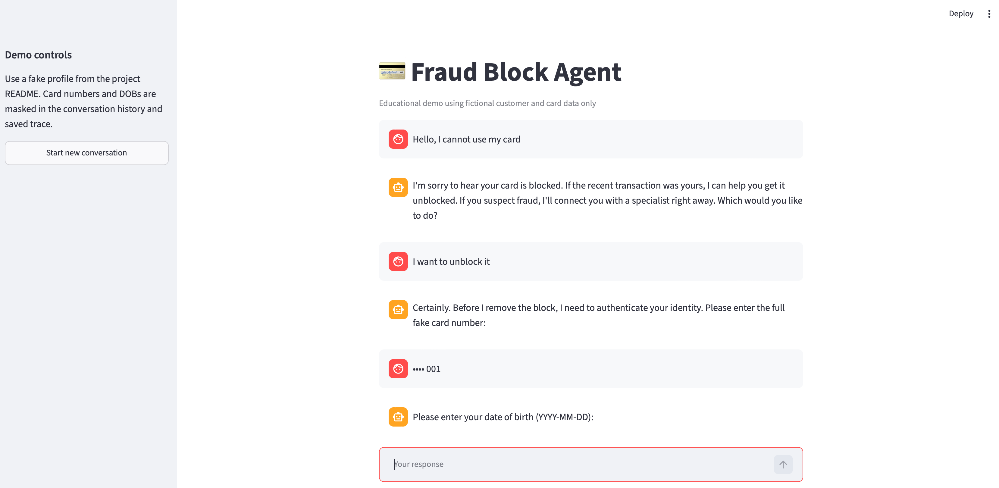 Deploy
Demo controls
Use a fake profile from the project
README. Card numbers and DOBs are
masked in the conversation history and
saved trace.
Start new conversation
Fraud Block Agent
Educational demo using fictional customer and card data only
Hello, I cannot use my card
I'm sorry to hear your card is blocked. If the recent transaction was yours, I can help you get it
unblocked. If you suspect fraud, I'll connect you with a specialist right away. Which would you like
to do?
I want to unblock it
Certainly. Before I remove the block, I need to authenticate your identity. Please enter the full
fake card number:
•••• 001
Please enter your date of birth (YYYY-MM-DD):
Your response